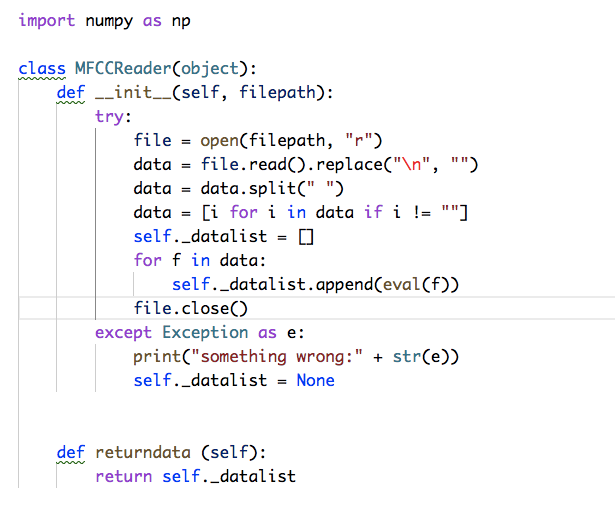 import numpy as np
class MFCCReader(object):
    def __init__(self, filepath):
        try:
            file = open(filepath, "r")
            data = file.read().replace("\n", "")
            data = data.split(" ")
            data = [i for i in data if i != ""]
            self._datalist = []
            for f in data:
                self._datalist.append(eval(f))
            file.close()
        except Exception as e:
            print("something wrong:" + str(e))
            self._datalist = None
    def returndata (self):
        return self._datalist